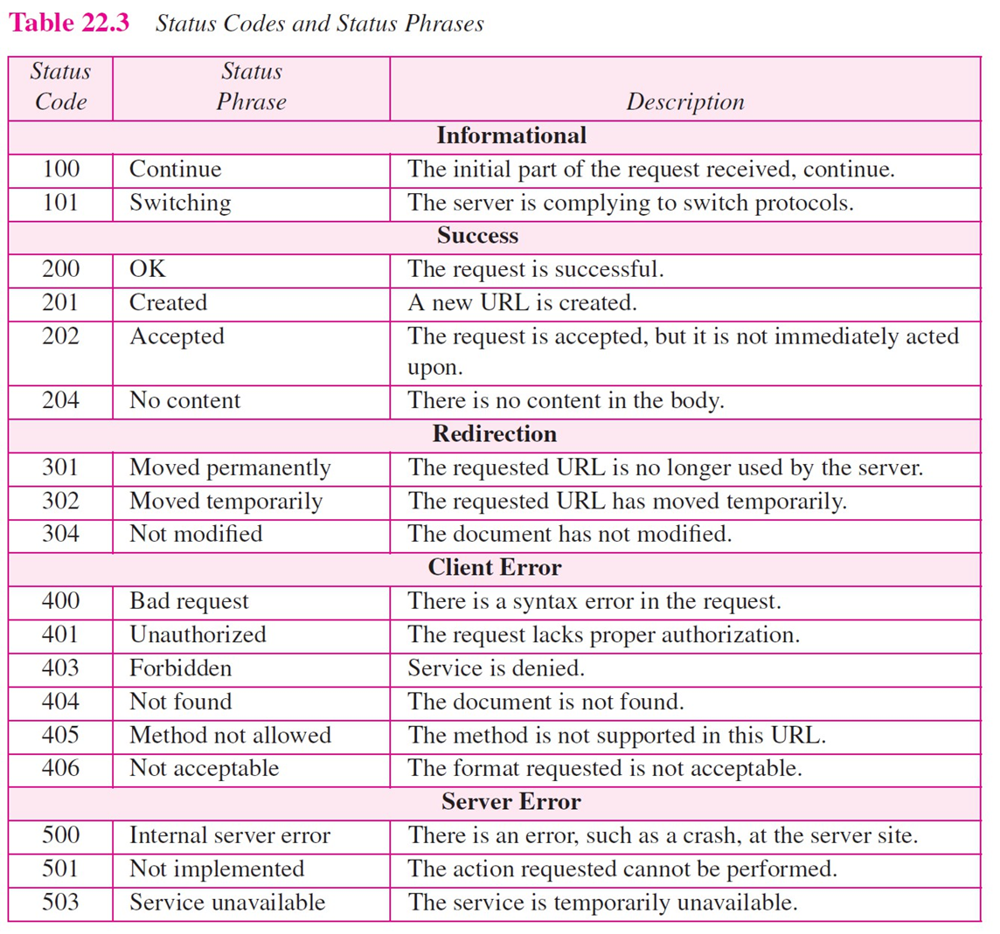 Table 22.3 Status Codes and Status Phrases
Status Code Status Phrase Description
Informational
100 Continue The initial part of the request received, continue.
101 Switching The server is complying to switch protocols.
Success
200 OK The request is successful.
201 Created A new URL is created.
202 Accepted The request is accepted, but it is not immediately acted
upon.
204 No content There is no content in the body.
Redirection
301 Moved permanently The requested URL is no longer used by the server.
302 Moved temporarily The requested URL has moved temporarily.
304 Not modified The document has not modified.
Client Error
400 Bad request There is a syntax error in the request.
401 Unauthorized The request lacks proper authorization.
403 Forbidden Service is denied.
404 Not found The document is not found.
405 Method not allowed The method is not supported in this URL.
406 Not acceptable The format requested is not acceptable.
Server Error
500 Internal server error There is an error, such as a crash, at the server site.
501 Not implemented The action requested cannot be performed.
503 Service unavailable The service is temporarily unavailable.